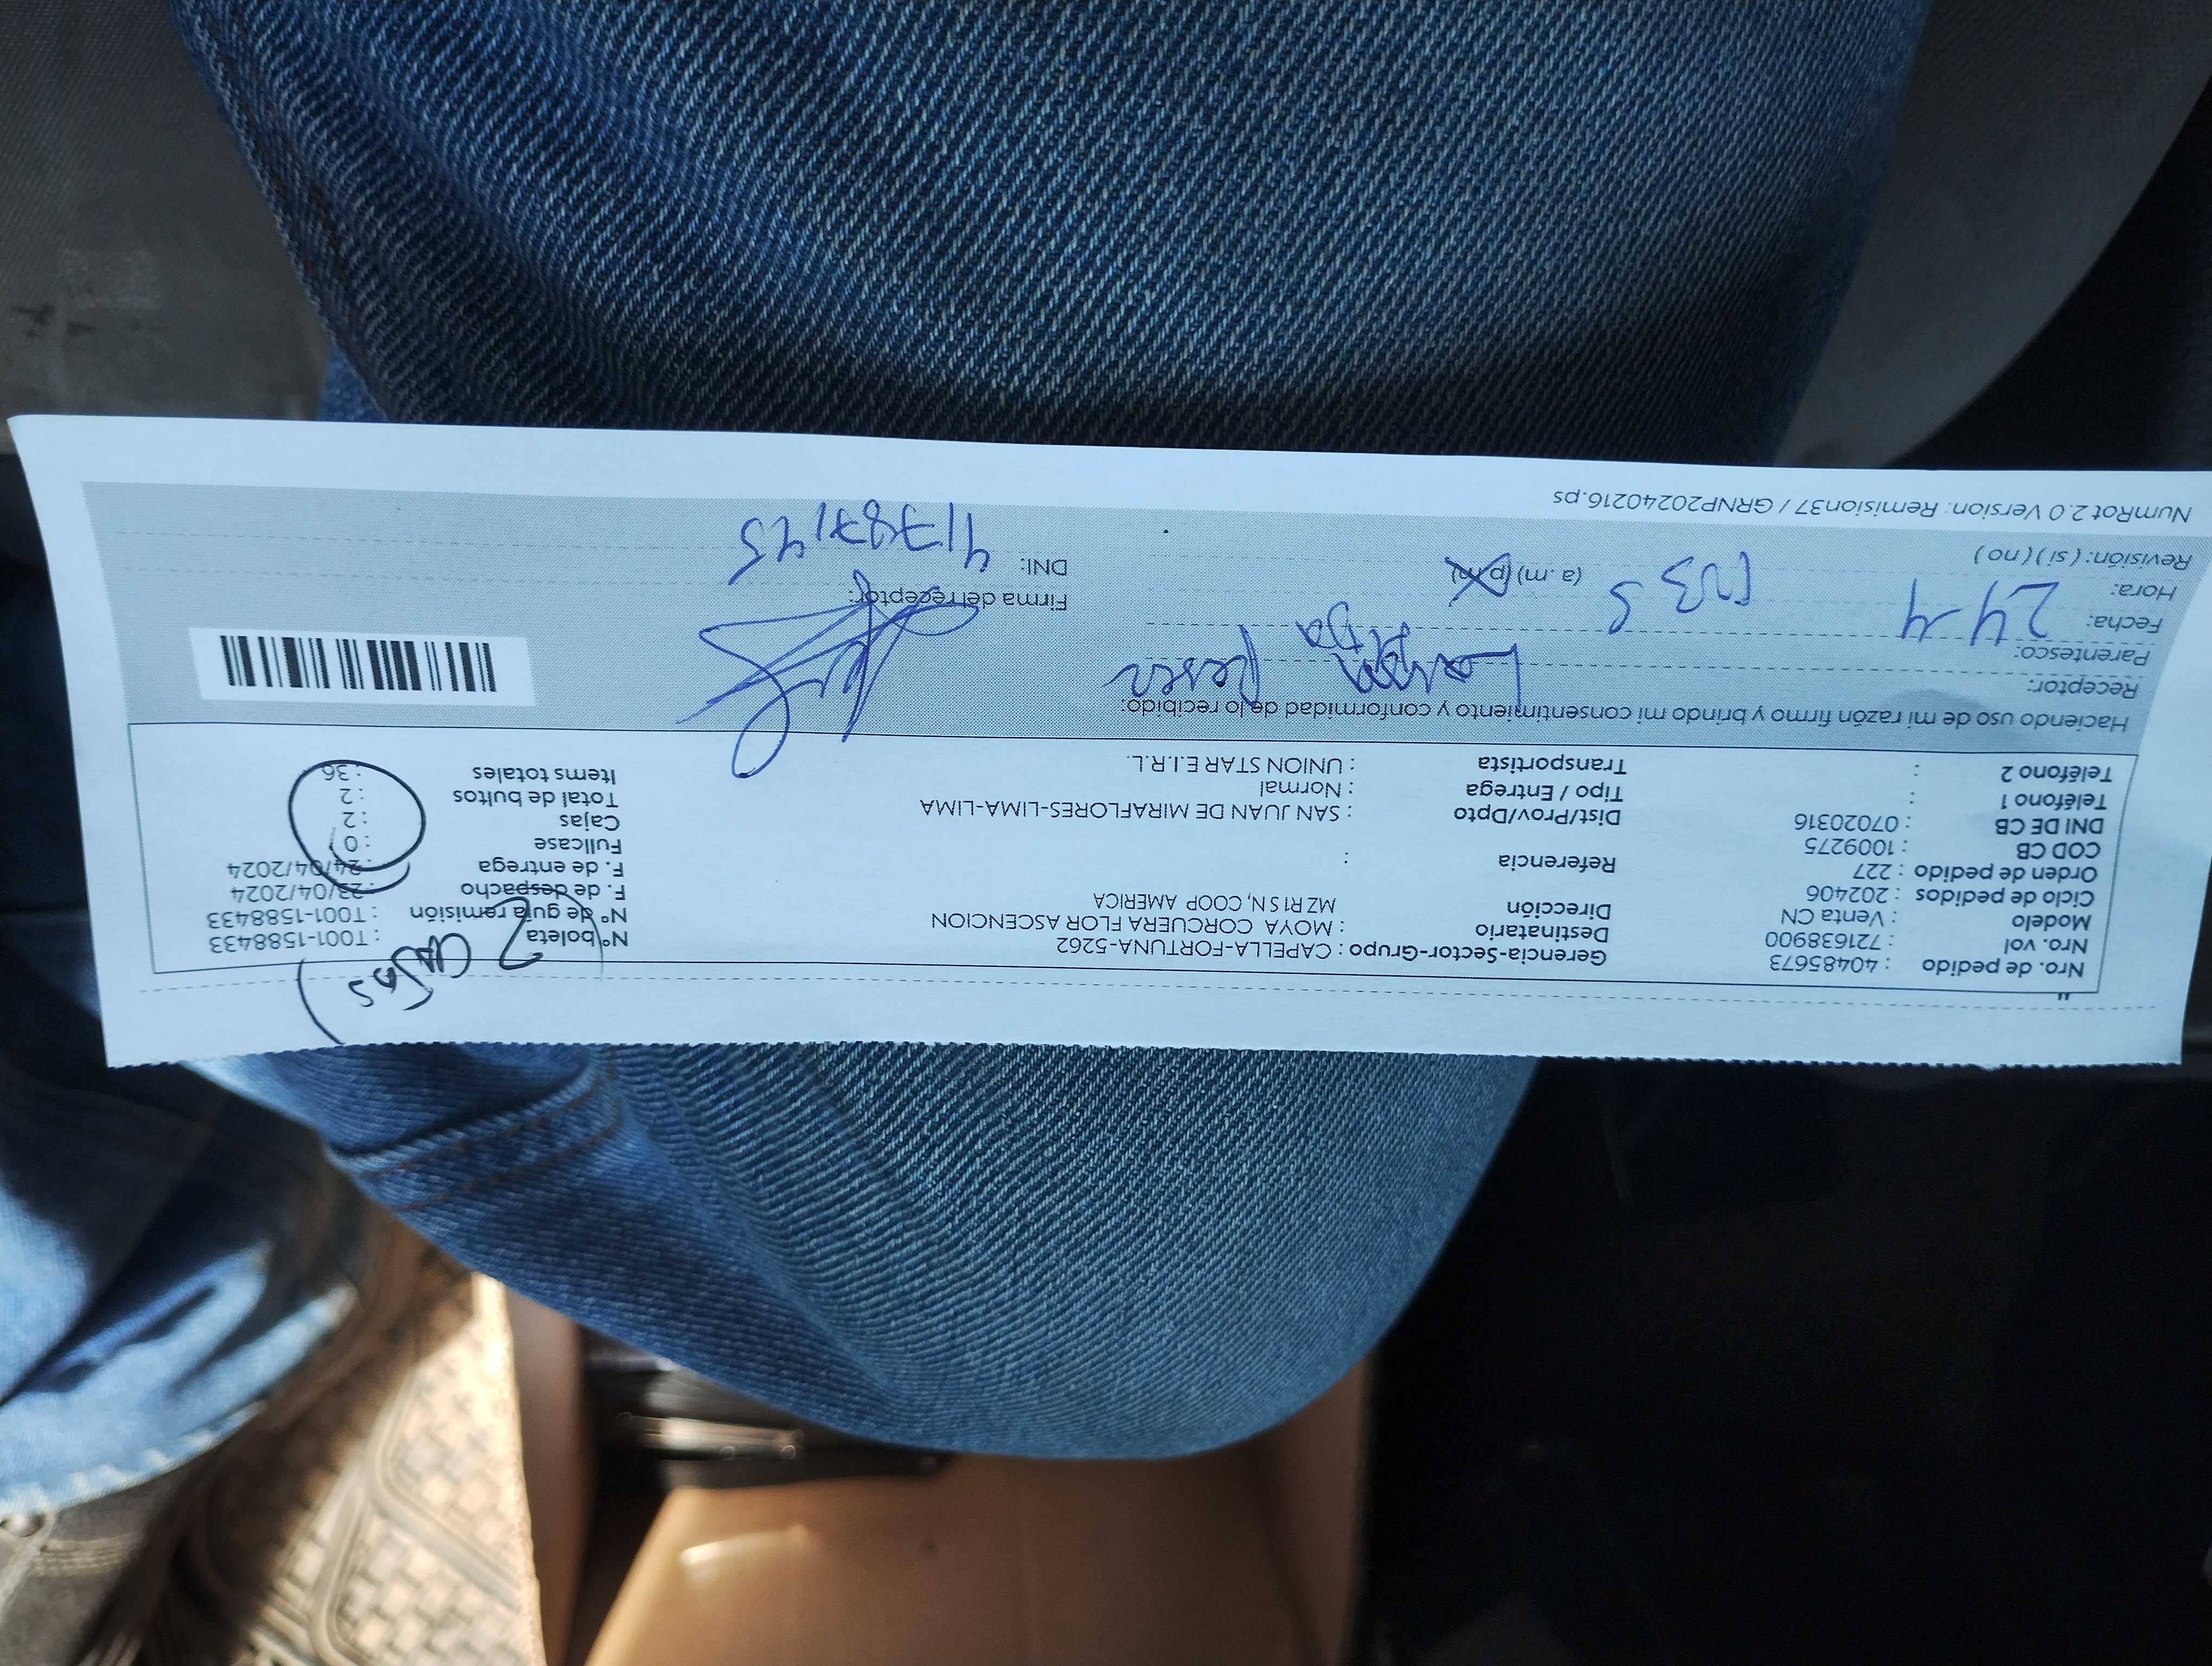 2 CAJAS
Nro. de pedido : 40485673 Gerencia-Sector-Grupo : CAPELLA-FORTUNA-5262 N° boleta : T001-1588433
Nro. vol : 721638900 Destinatario : MOYA CORCUERA FLOR ASCENCION N° de guía remisión : T001-1588433
Modelo : Venta CN Dirección MZ R1 S N, COOP AMERICA F. de despacho : 23/04/2024
Ciclo de pedidos : 202406 F. de entrega : 24/04/2024
Orden de pedido : 227 Referencia : Fullcase : 0
COD CB : 1009275 Dist/Prov/Dpto : SAN JUAN DE MIRAFLORES-LIMA-LIMA Cajas : 2
DNI DE CB : 07020316 Tipo / Entrega : Normal Total de bultos : 2
Teléfono 1 : Transportista : UNION STAR E.I.R.L. Items totales : 36
Teléfono 2 :
Haciendo uso de mi razón firmo y brindo mi consentimiento y conformidad de lo recibido:
Receptor:
Parentesco:
Fecha: 24-4 Firma del receptor:
Hora: (a.m) (p.m) DNI: 41787145
Revisión: ( si ) ( no )
NumRot 2.0 Version: Remision37 / GRNP20240216.ps